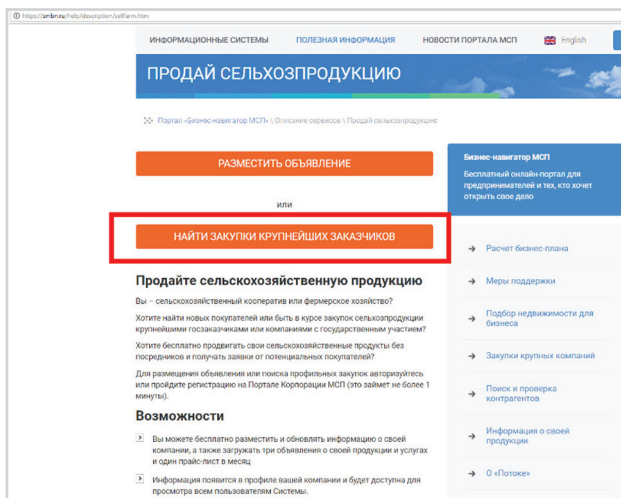 https://smbn.ru/help/description/sellfarm.htm
ИНФОРМАЦИОННЫЕ СИСТЕМЫ ПОЛЕЗНАЯ ИНФОРМАЦИЯ НОВОСТИ ПОРТАЛА МСП English
ПРОДАЙ СЕЛЬХОЗПРОДУКЦИЮ
Портал «Бизнес-навигатор МСП» \ Описание сервисов \ Продай сельхозпродукцию
РАЗМЕСТИТЬ ОБЪЯВЛЕНИЕ
или
НАЙТИ ЗАКУПКИ КРУПНЕЙШИХ ЗАКАЗЧИКОВ
Продайте сельскохозяйственную продукцию
Вы – сельскохозяйственный кооператив или фермерское хозяйство?
Хотите найти новых покупателей или быть в курсе закупок сельхозпродукции
крупнейшими госзаказчиками или компаниями с государственным участием?
Хотите бесплатно продвигать свои сельскохозяйственные продукты без
посредников и получать заявки от потенциальных покупателей?
Для размещения объявления или поиска профильных закупок авторизуйтесь
или пройдите регистрацию на Портале Корпорации МСП (это займет не более 1
минуты).
Возможности
Вы можете бесплатно разместить и обновлять информацию о своей
компании, а также загружать три объявления о своей продукции и услугах
и один прайс-лист в месяц
Информация появится в профиле вашей компании и будет доступна для
просмотра всем пользователям Системы.
Бизнес-навигатор МСП
Бесплатный онлайн-портал для
предпринимателей и тех, кто хочет
открыть свое дело
Расчет бизнес-плана
Меры поддержки
Подбор недвижимости для
бизнеса
Закупки крупных компаний
Поиск и проверка
контрагентов
Информация о своей
продукции
О «Потоке»